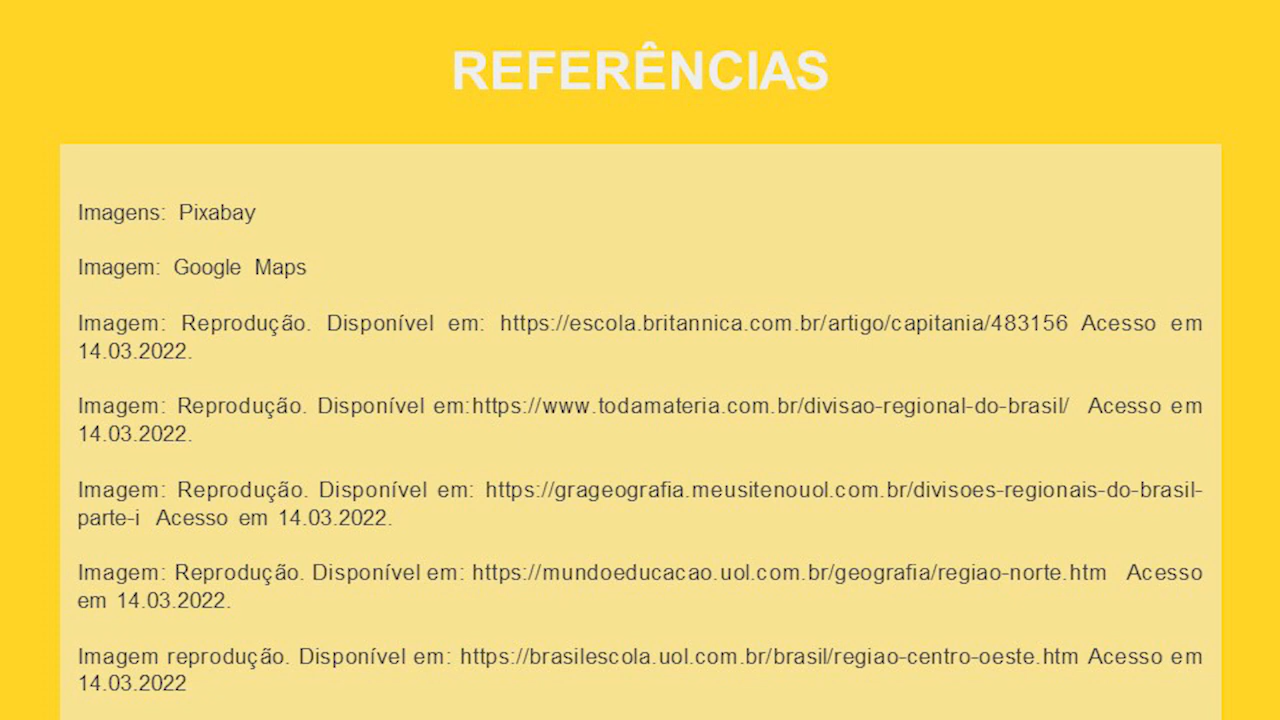 REFERÊNCIAS
Imagens: Pixabay
Imagem: Google Maps
Imagem: Reprodução. Disponível em: https://escola.britannica.com.br/artigo/capitania/483156 Acesso em
14.03.2022.
Imagem: Reprodução. Disponível em:https://www.todamateria.com.br/divisao-regional-do-brasil/ Acesso em
14.03.2022.
Imagem: Reprodução. Disponível em: https://grageografia.meusitenouol.com.br/divisoes-regionais-do-brasil-
parte-i Acesso em 14.03.2022.
Imagem: Reprodução. Disponível em: https://mundoeducacao.uol.com.br/geografia/regiao-norte.htm Acesso
em 14.03.2022.
Imagem reprodução. Disponível em: https://brasilescola.uol.com.br/brasil/regiao-centro-oeste.htm Acesso em
14.03.2022